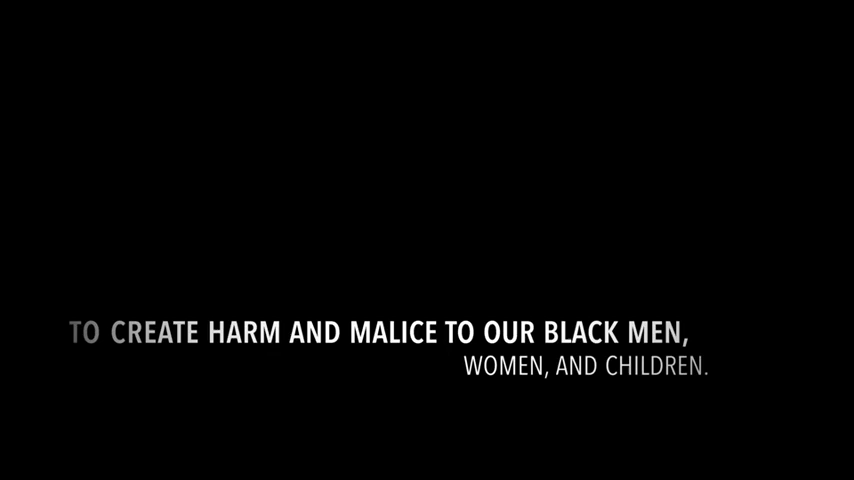 TO CREATE HARM AND MALICE TO OUR BLACK MEN,
WOMEN, AND CHILDREN.